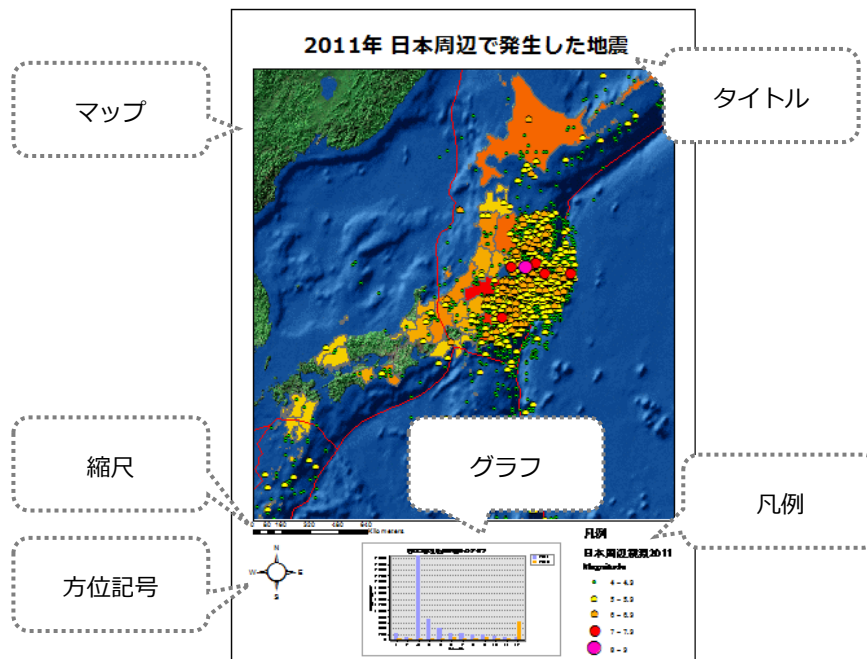 2011年 日本周辺で発生した地震
マップ
タイトル
縮尺
グラフ
凡例
方位記号
Kilometers
N
W
E
S
凡例
日本周辺震源2011
Magnitude
4 - 4.9
5 - 5.9
6 - 6.9
7 - 7.9
8 - 9